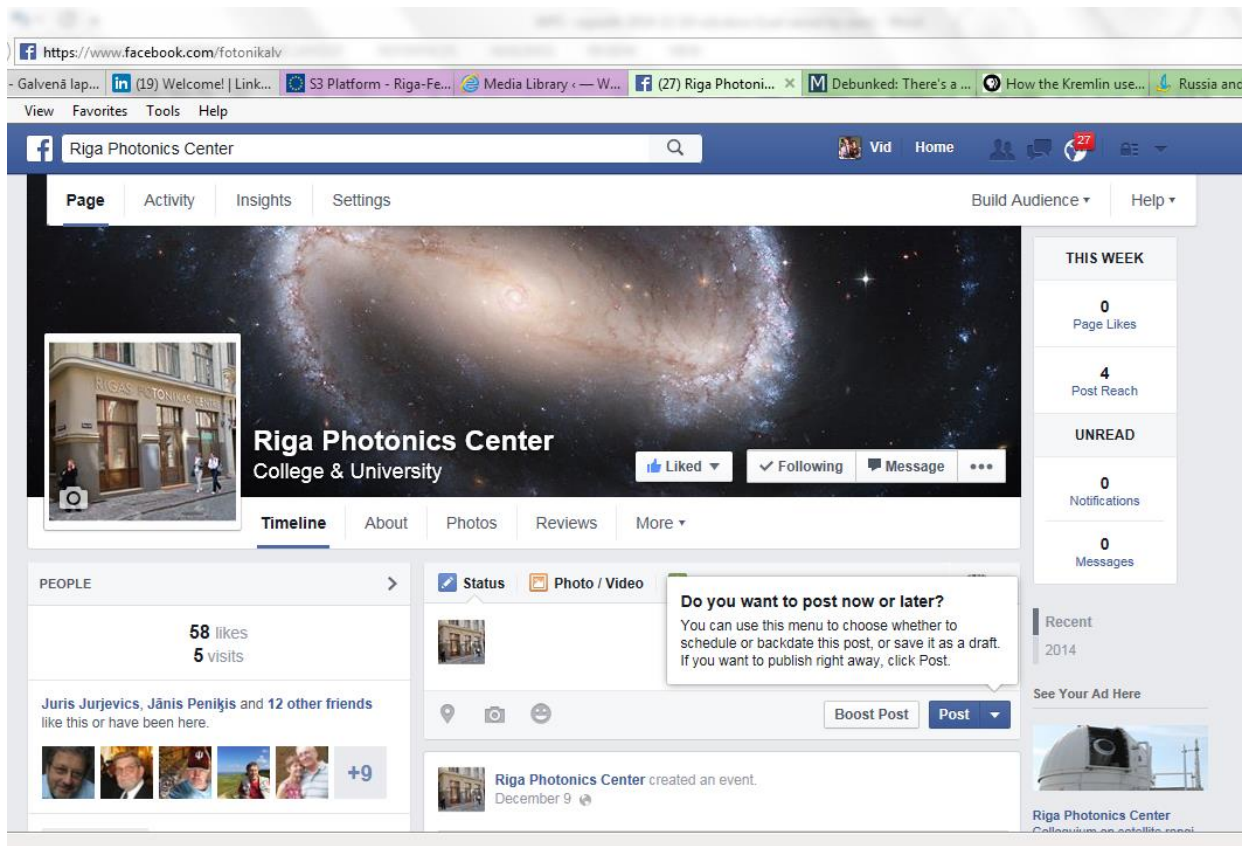 https://www.facebook.com/fotonikalv
- Galvenā lap...
(19) Welcome! | Link...
S3 Platform - Riga-Fe...
Media Library ‹ — W...
(27) Riga Photoni...
Debunked: There's a ...
How the Kremlin use...
Russia and
View Favorites Tools Help
Riga Photonics Center
Vid Home
27
Page Activity Insights Settings
Build Audience Help
THIS WEEK
0
Page Likes
4
Post Reach
UNREAD
0
Notifications
0
Messages
Riga Photonics Center
College & University
Liked
Following
Message
Timeline About Photos Reviews More
PEOPLE
58 likes
5 visits
Juris Jurjevics, Jānis Peniķis and 12 other friends
like this or have been here.
+9
Status Photo / Video
Do you want to post now or later?
You can use this menu to choose whether to
schedule or backdate this post, or save it as a draft.
If you want to publish right away, click Post.
Boost Post Post
Riga Photonics Center created an event.
December 9
Recent
2014
See Your Ad Here
Riga Photonics Center